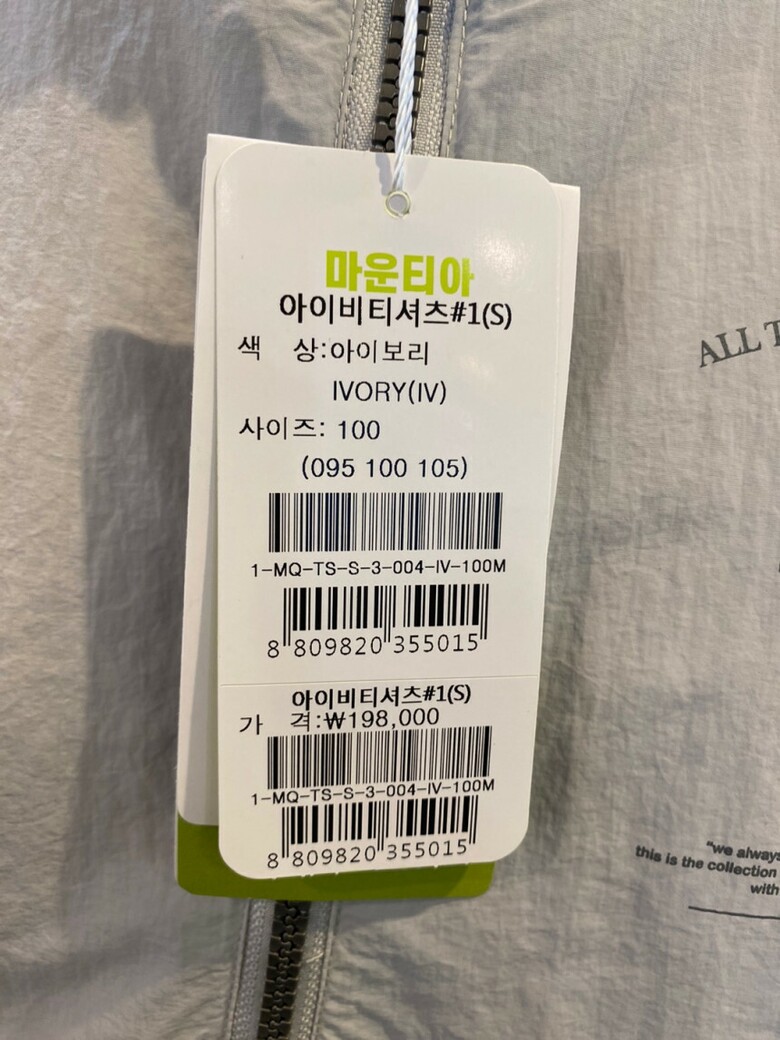 마운티아
아이비티셔츠#1(S)
색 상:아이보리
IVORY(IV)
사이즈: 100
(095 100 105)
1-MQ-TS-S-3-004-IV-100M
8 809820 355015
아이비티셔츠#1(S)
가 격:₩198,000
1-MQ-TS-S-3-004-IV-100M
8 809820 355015
ALL
"we always
this is the collection
with